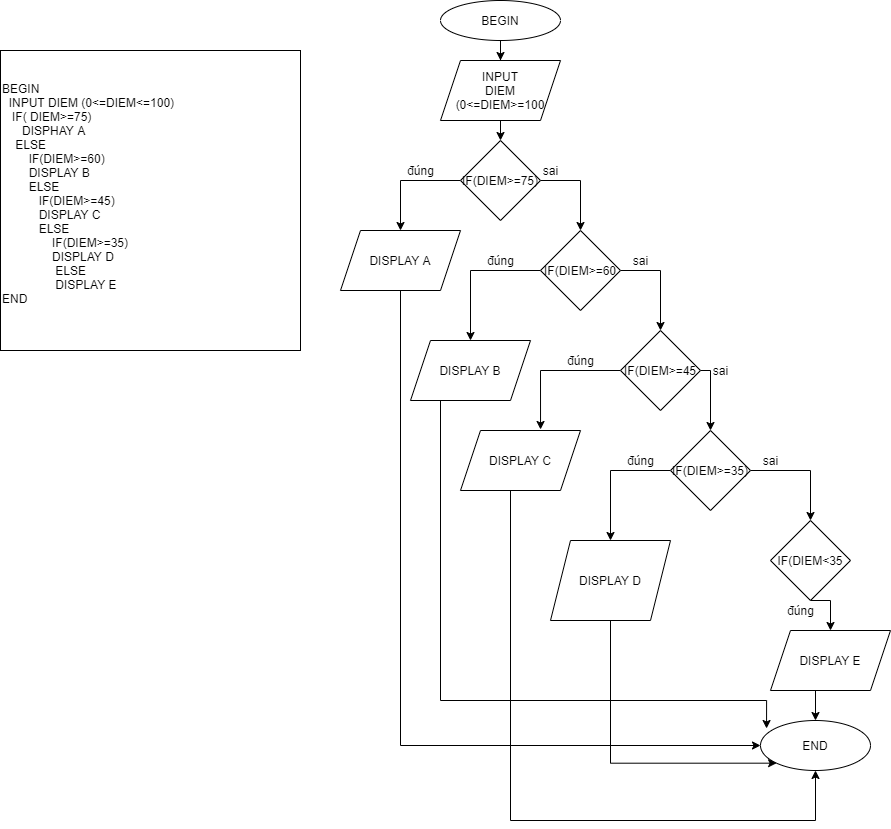 BEGIN
INPUT DIEM (0<=DIEM<=100)
IF( DIEM>=75)
DISPHAY A
ELSE
IF(DIEM>=60)
DISPLAY B
ELSE
IF(DIEM>=45)
DISPLAY C
ELSE
IF(DIEM>=35)
DISPLAY D
ELSE
DISPLAY E
END
BEGIN
INPUT
DIEM
(0<=DIEM>=100
IF(DIEM>=75)
đúng
sai
DISPLAY A
IF(DIEM>=60
đúng
sai
DISPLAY B
IF(DIEM>=45
đúng
sai
DISPLAY C
IF(DIEM>=35)
đúng
sai
DISPLAY D
IF(DIEM<35
đúng
DISPLAY E
END